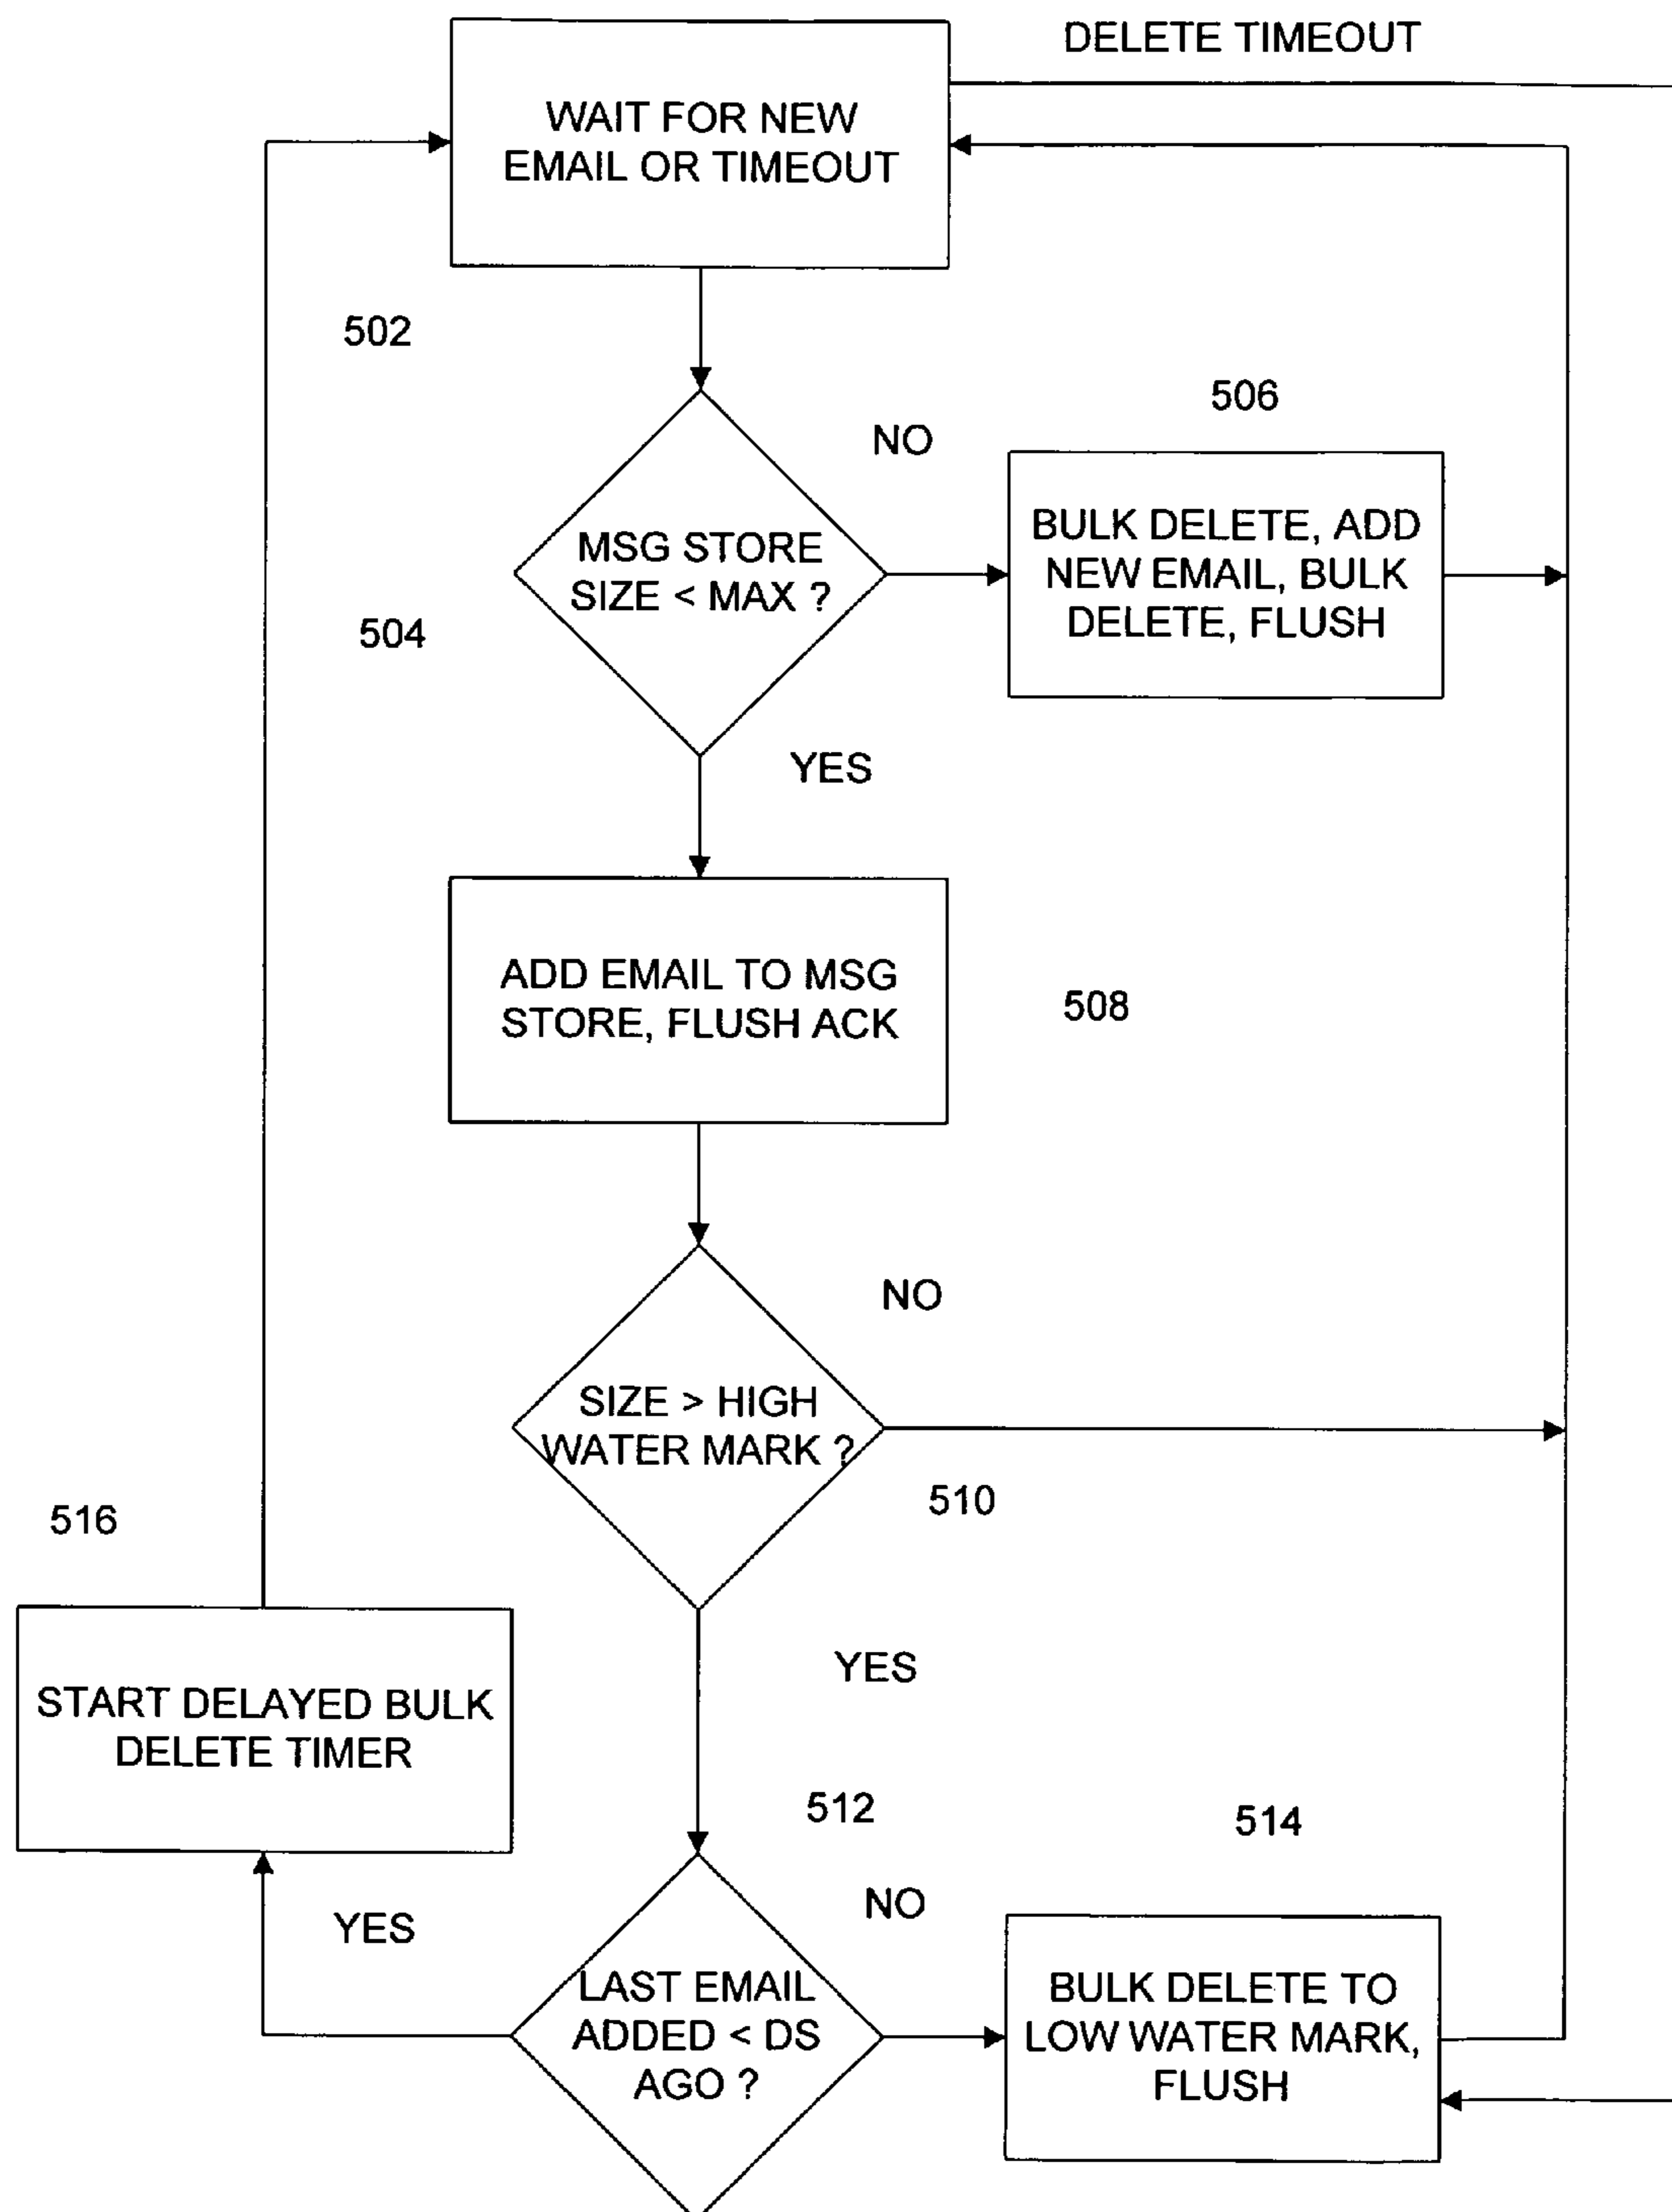 DELETE TIMEOUT
WAIT FOR NEW
EMAIL OR TIMEOUT
502
506
NO
MSG STORE
SIZE < MAX ?
BULK DELETE, ADD
NEW EMAIL, BULK
DELETE, FLUSH
504
YES
ADD EMAIL TO MSG
STORE, FLUSH ACK
508
NO
SIZE > HIGH
WATER MARK ?
510
516
YES
START DELAYED BULK
DELETE TIMER
512
514
NO
YES
LAST EMAIL
ADDED < DS
AGO ?
BULK DELETE TO
LOW WATER MARK,
FLUSH